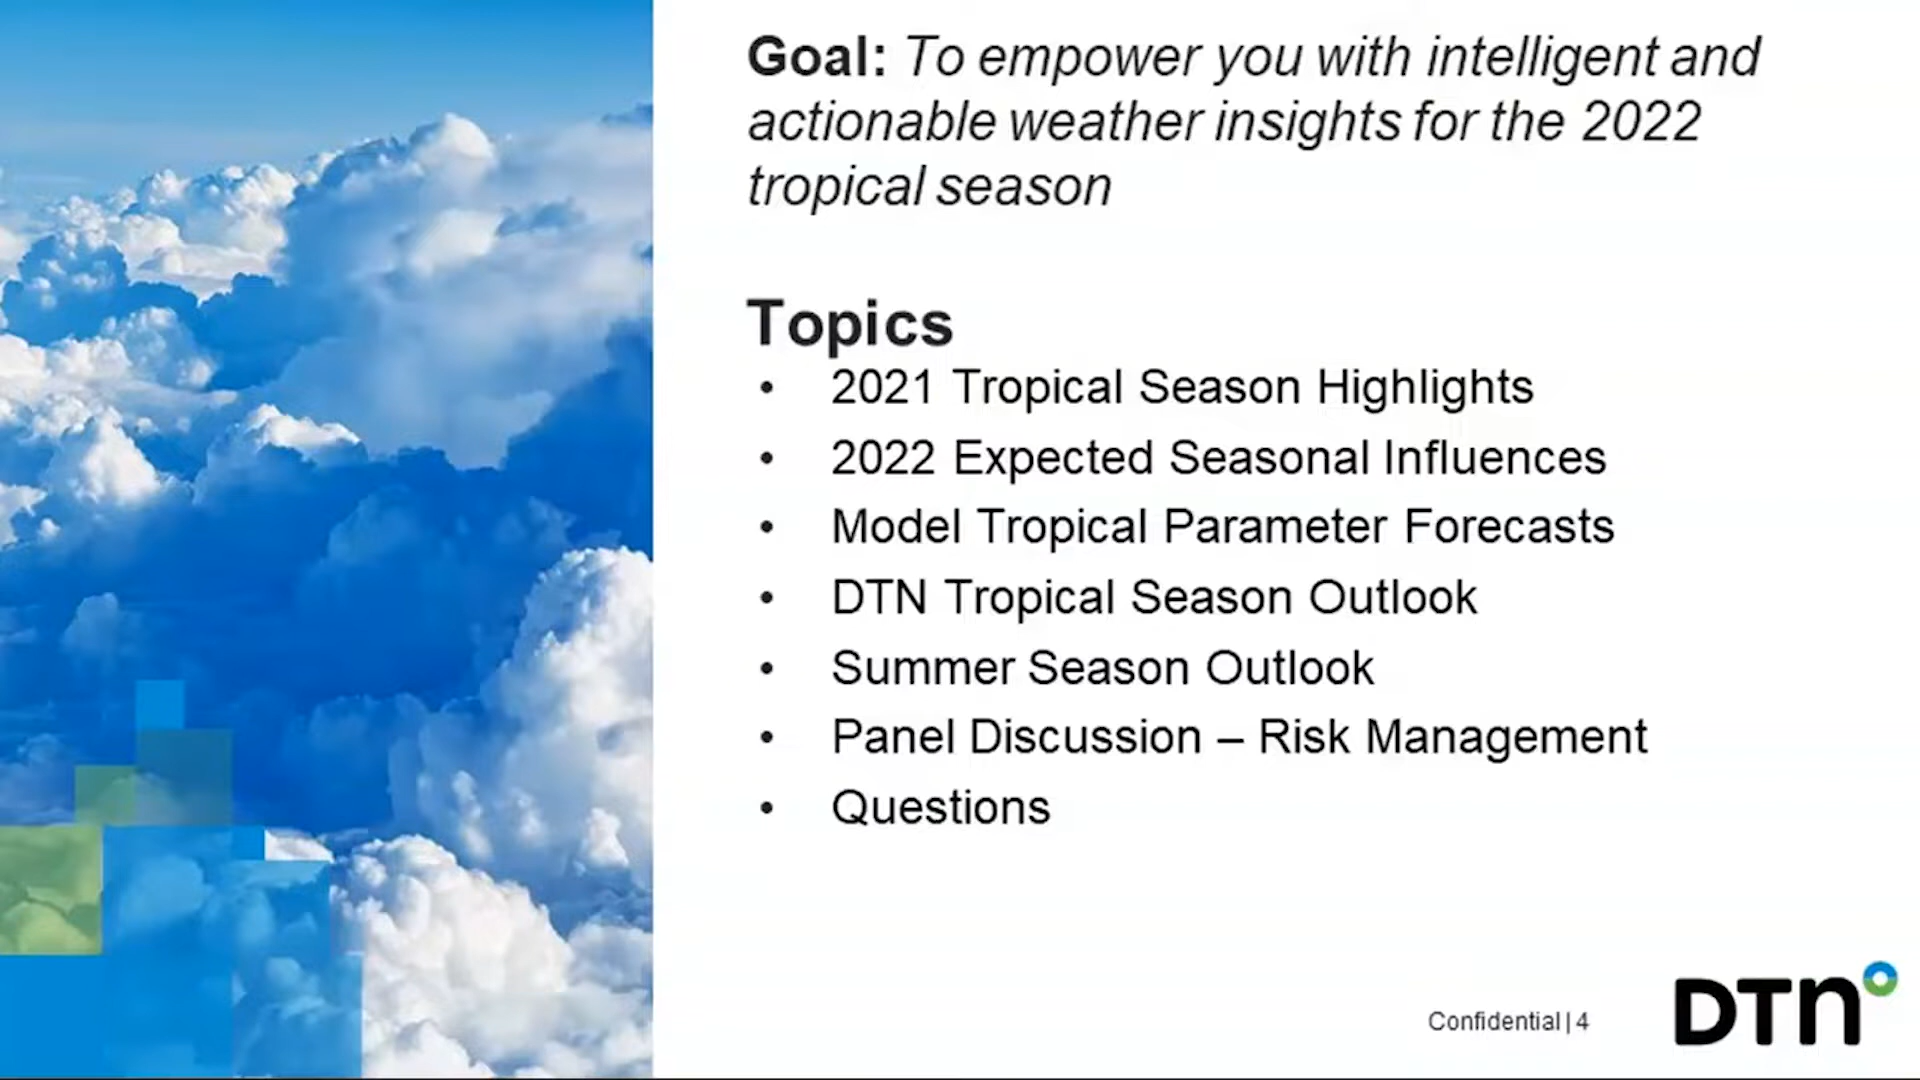 Goal: To empower you with intelligent and
actionable weather insights for the 2022
tropical season
Topics
• 2021 Tropical Season Highlights
• 2022 Expected Seasonal Influences
• Model Tropical Parameter Forecasts
• DTN Tropical Season Outlook
• Summer Season Outlook
• Panel Discussion – Risk Management
• Questions
Confidential | 4
DTN